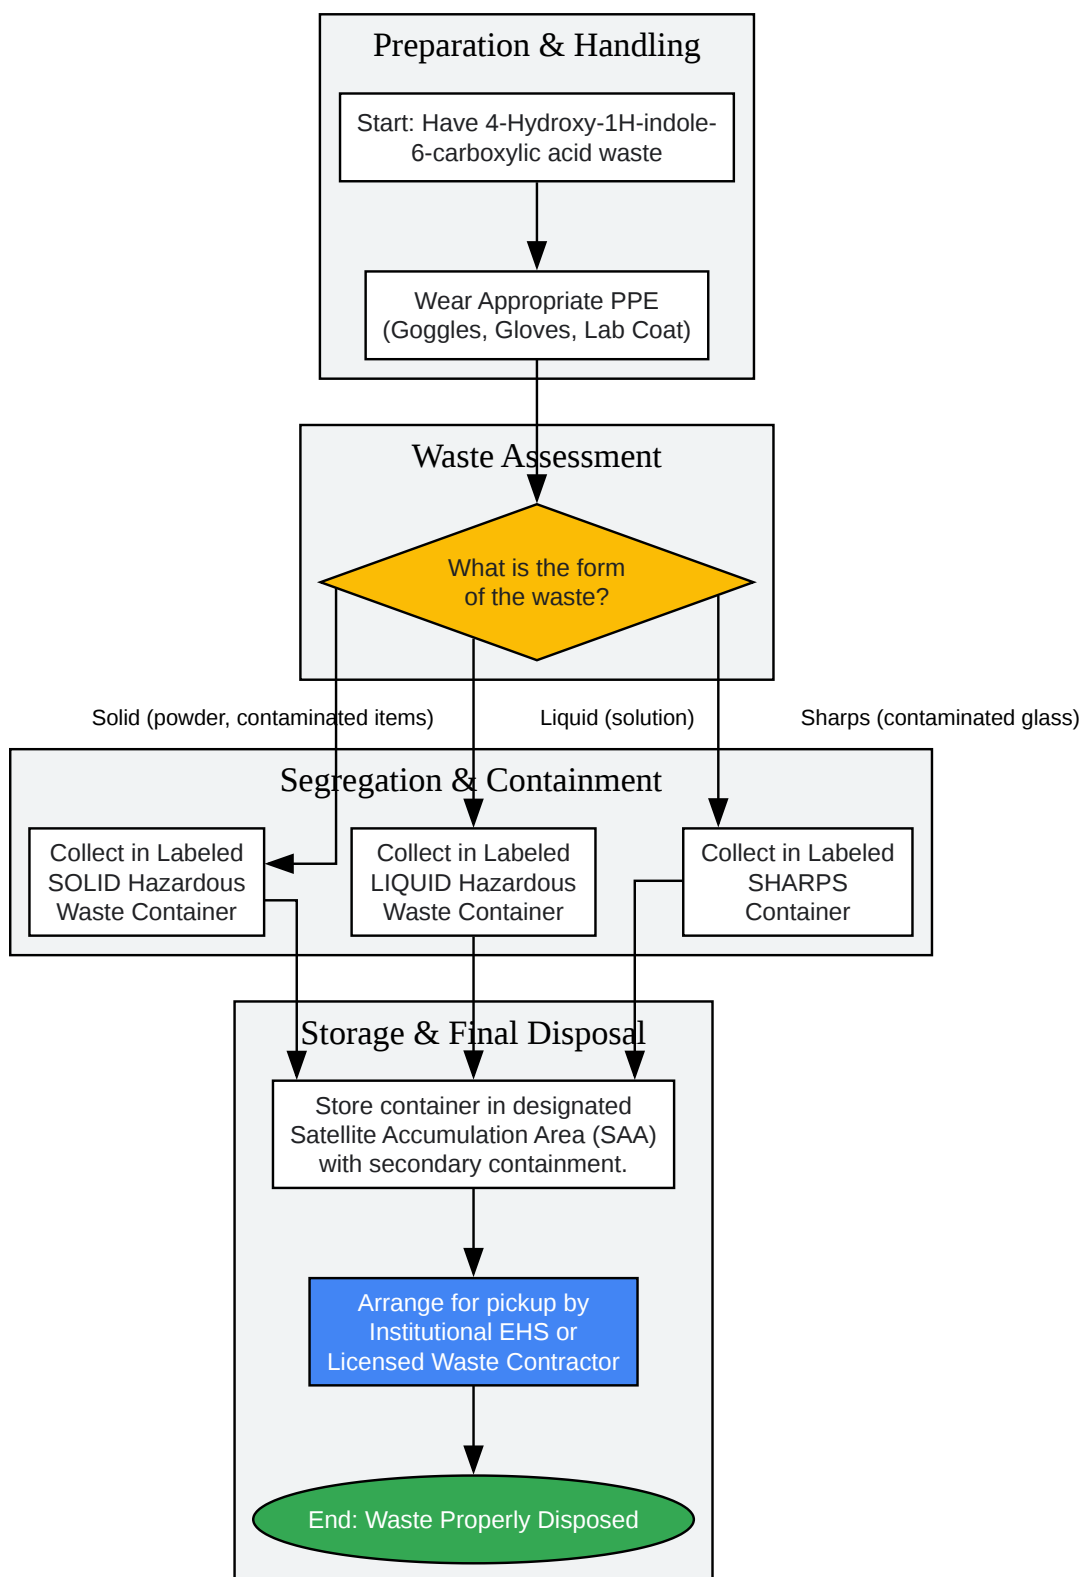 Preparation & Handling
Start: Have 4-Hydroxy-1H-indole-
6-carboxylic acid waste
Wear Appropriate PPE
(Goggles, Gloves, Lab Coat)
Waste Assessment
What is the form
of the waste?
Solid (powder, contaminated items)
Liquid (solution)
Sharps (contaminated glass)
Segregation & Containment
Collect in Labeled
SOLID Hazardous
Waste Container
Collect in Labeled
LIQUID Hazardous
Waste Container
Collect in Labeled
SHARPS
Container
Storage & Final Disposal
Store container in designated
Satellite Accumulation Area (SAA)
with secondary containment.
Arrange for pickup by
Institutional EHS or
Licensed Waste Contractor
End: Waste Properly Disposed